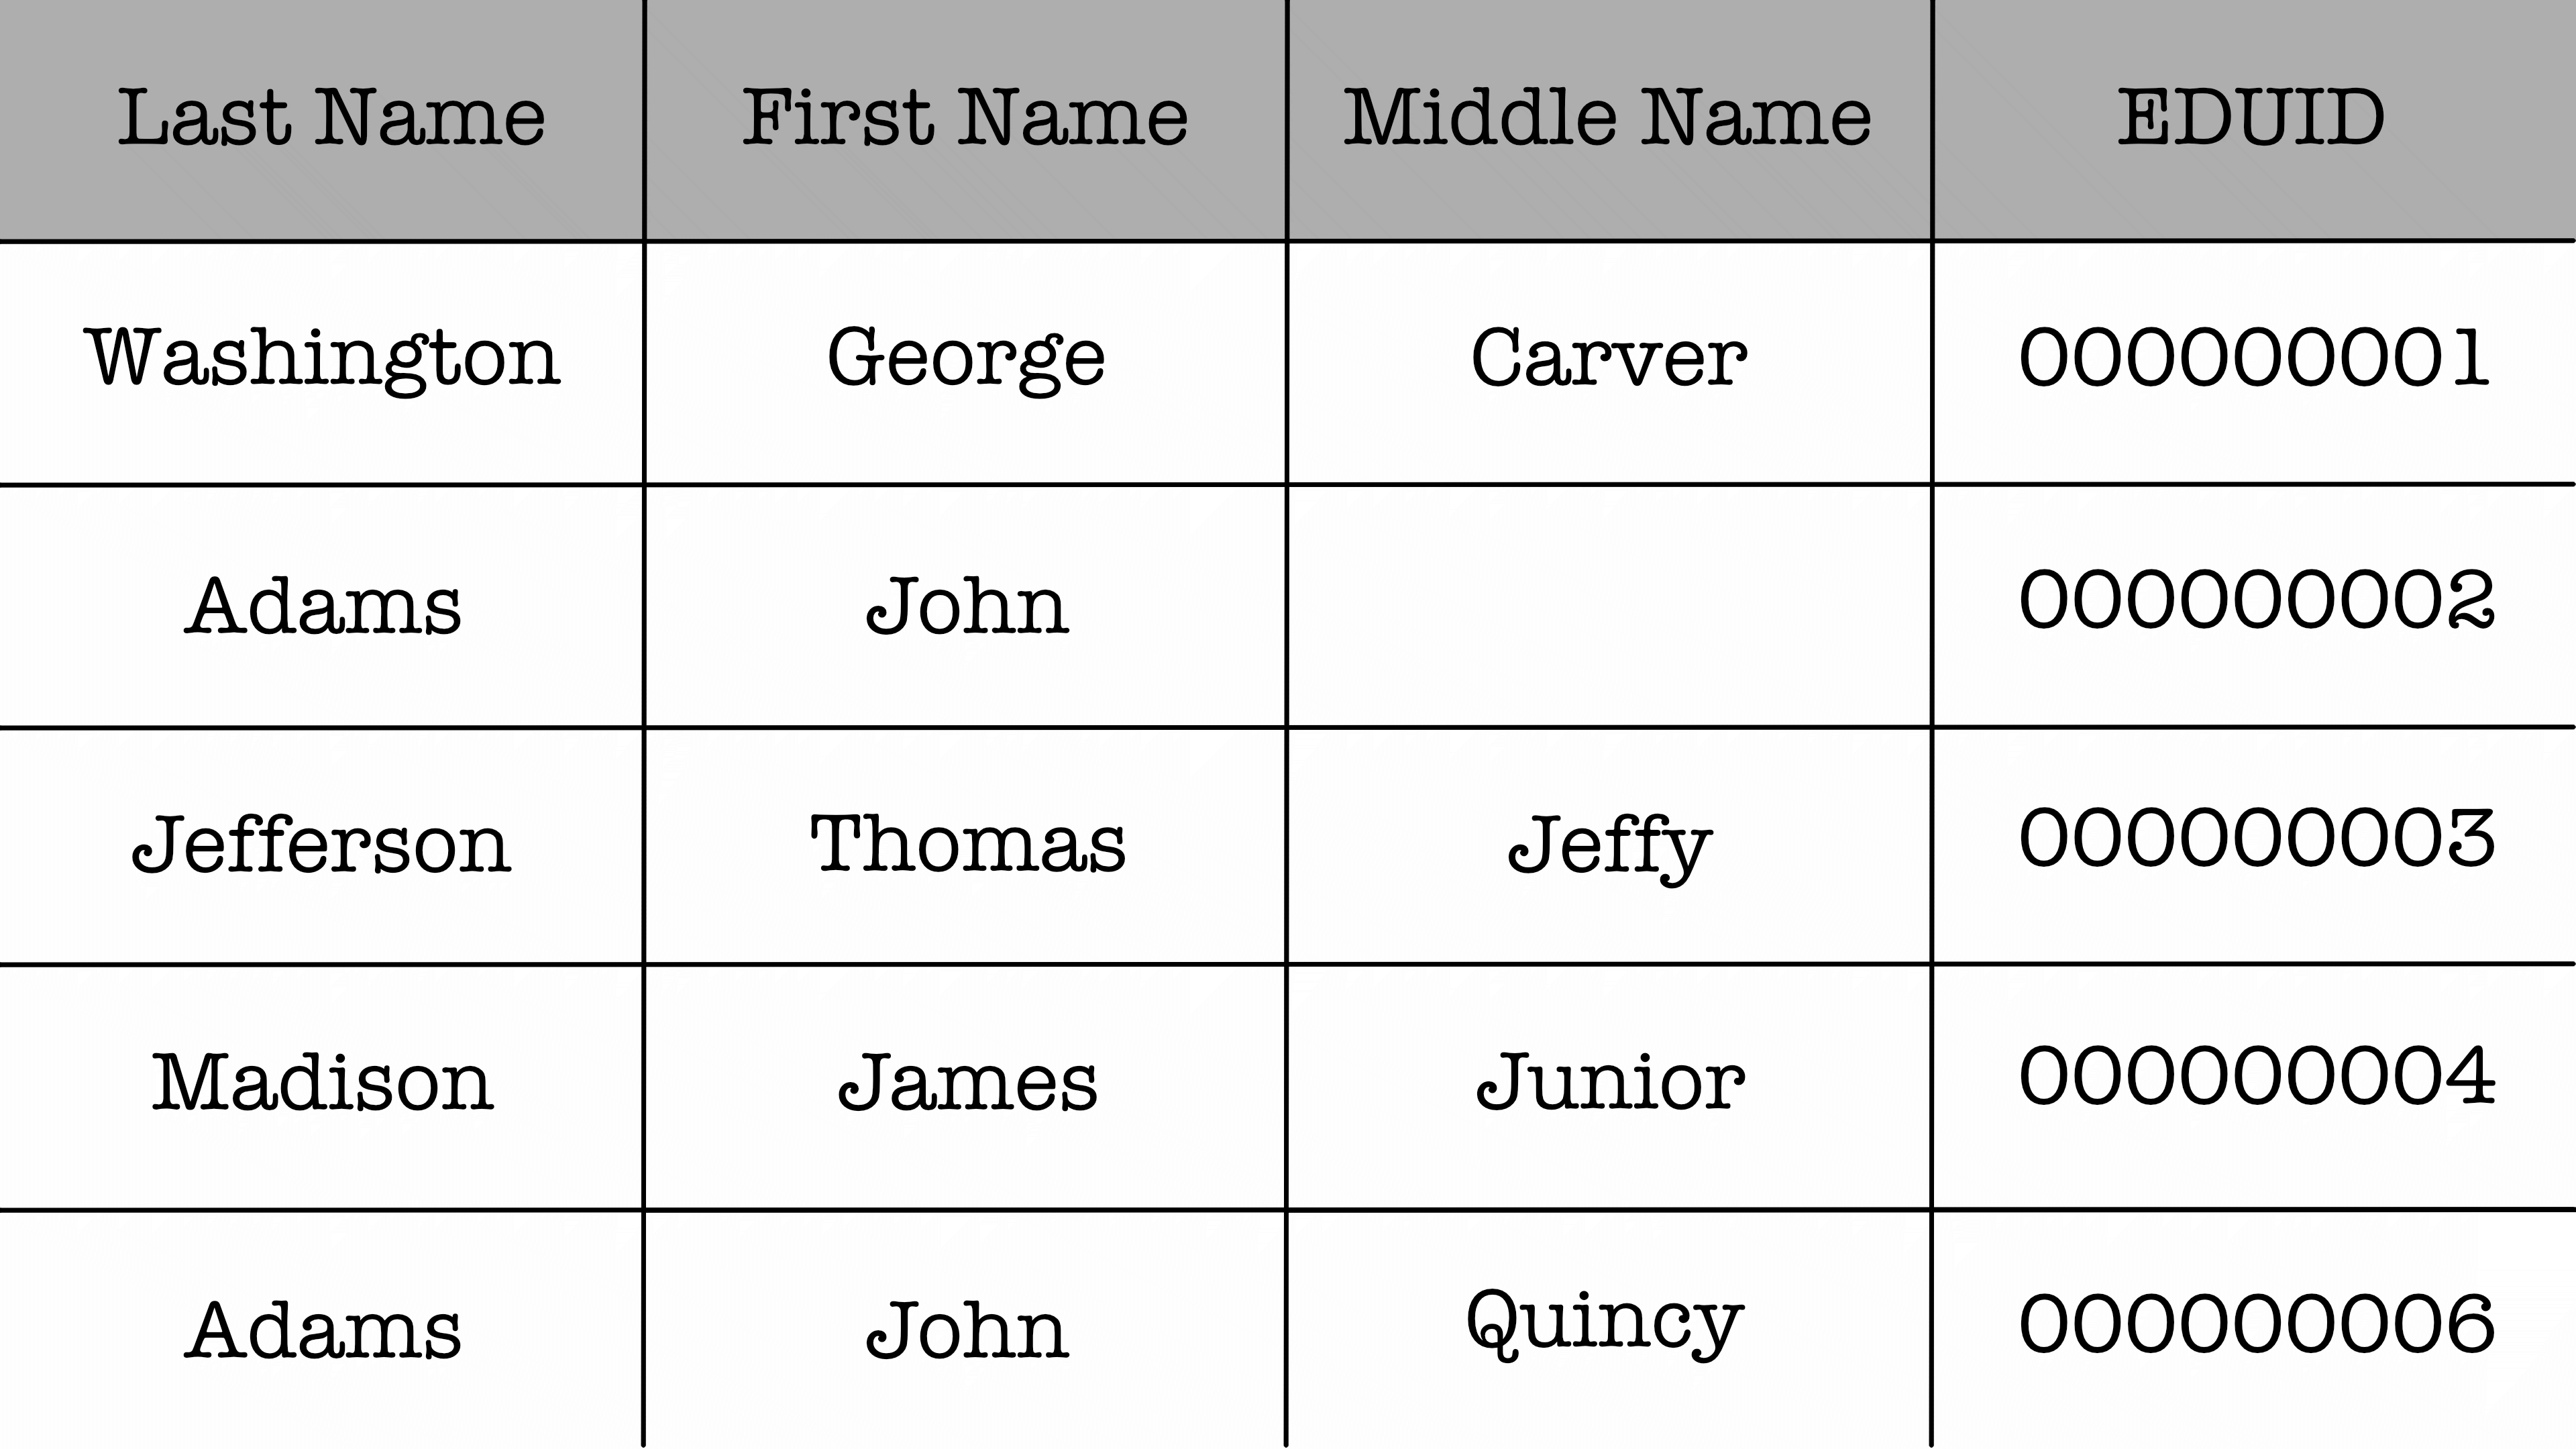 Last Name First Name Middle Name EDUID
Washington George Carver 000000001
Adams John 000000002
Jefferson Thomas Jeffy 000000003
Madison James Junior 000000004
Adams John Quincy 000000006